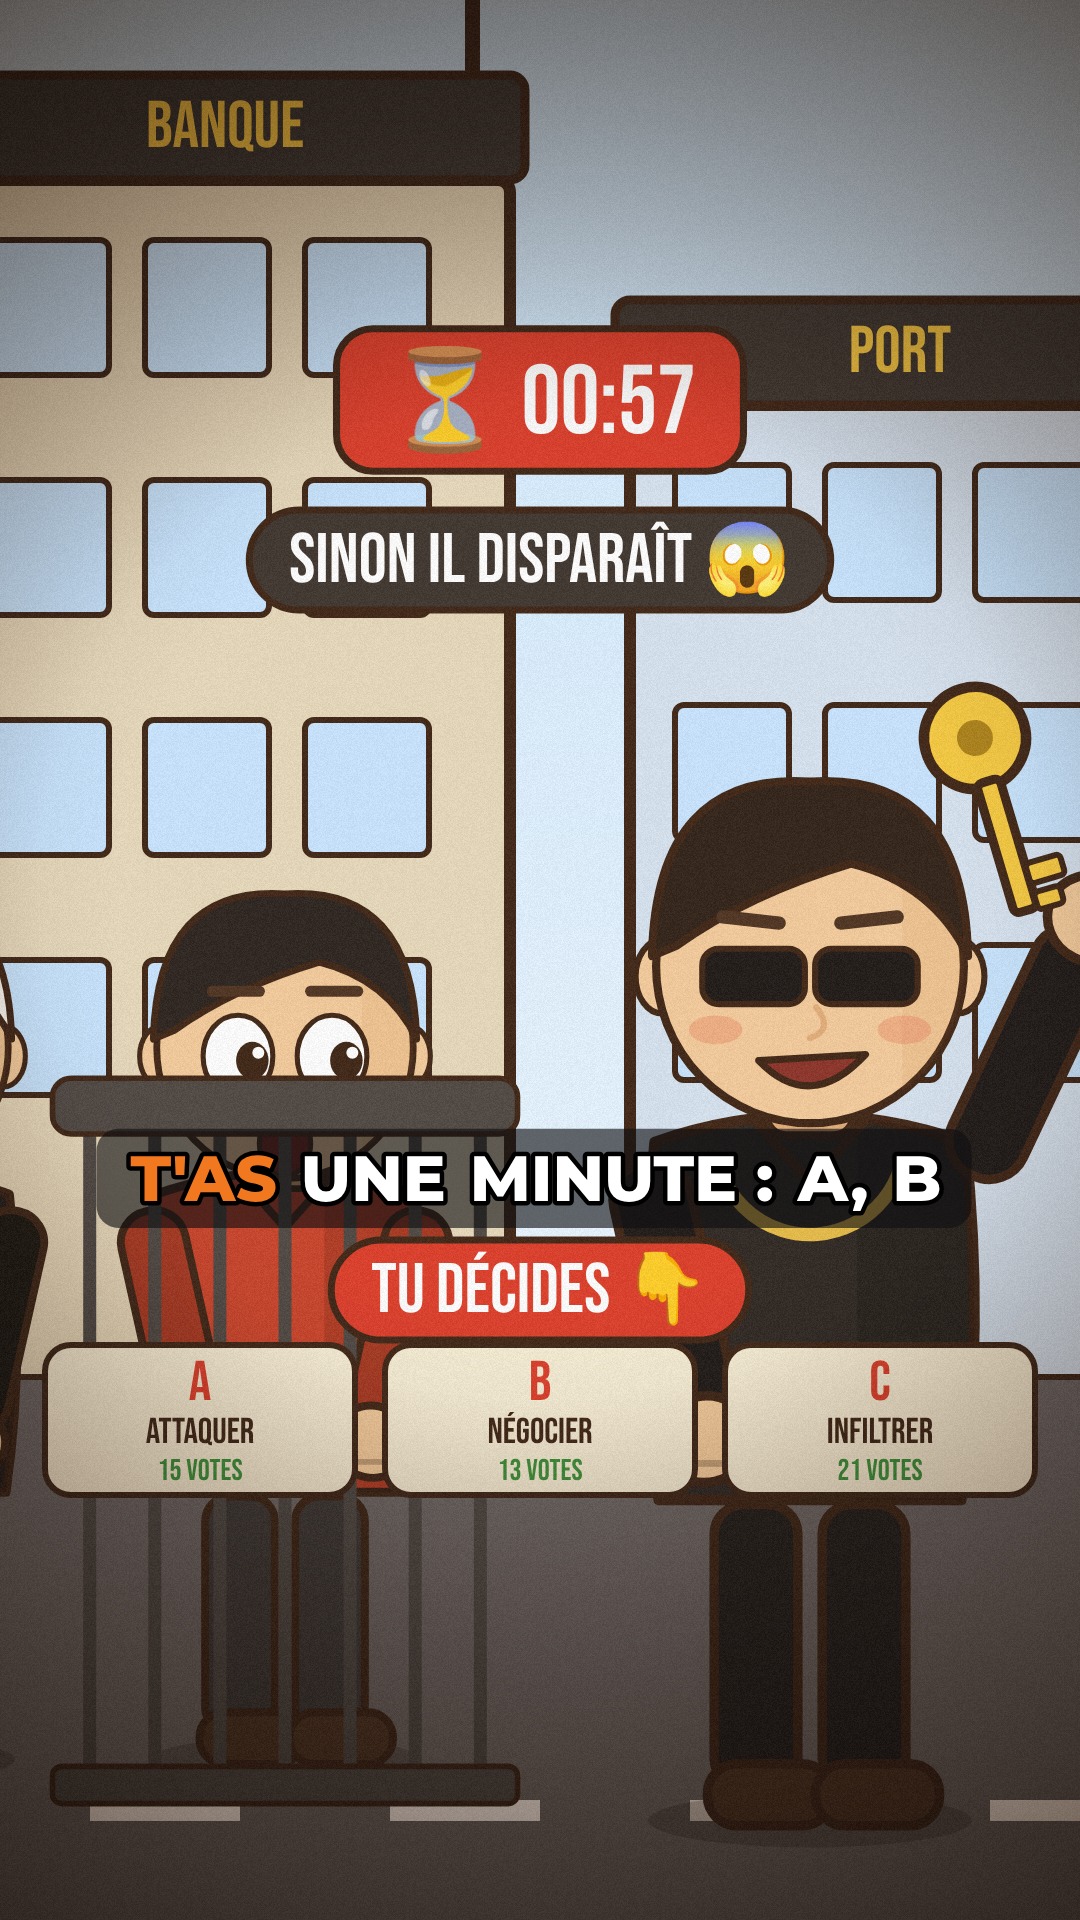 BANQUE
PORT
00:57
SINON IL DISPARAÎT 😱
T'AS UNE MINUTE : A, B
TU DÉCIDES 👇
A
ATTAQUER
15 VOTES
B
NÉGOCIER
13 VOTES
C
INFILTRER
21 VOTES